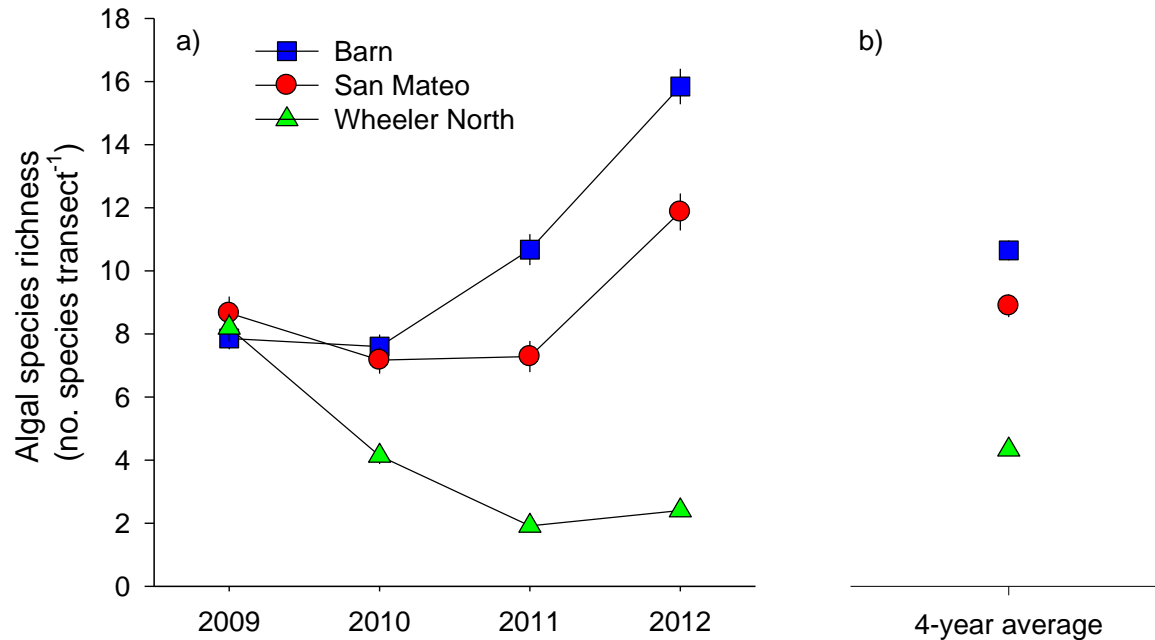 a)
Barn
San Mateo
Wheeler North
b)
Algal species richness
(no. species transect-1)
18
16
14
12
10
8
6
4
2
0
2009 2010 2011 2012
4-year average